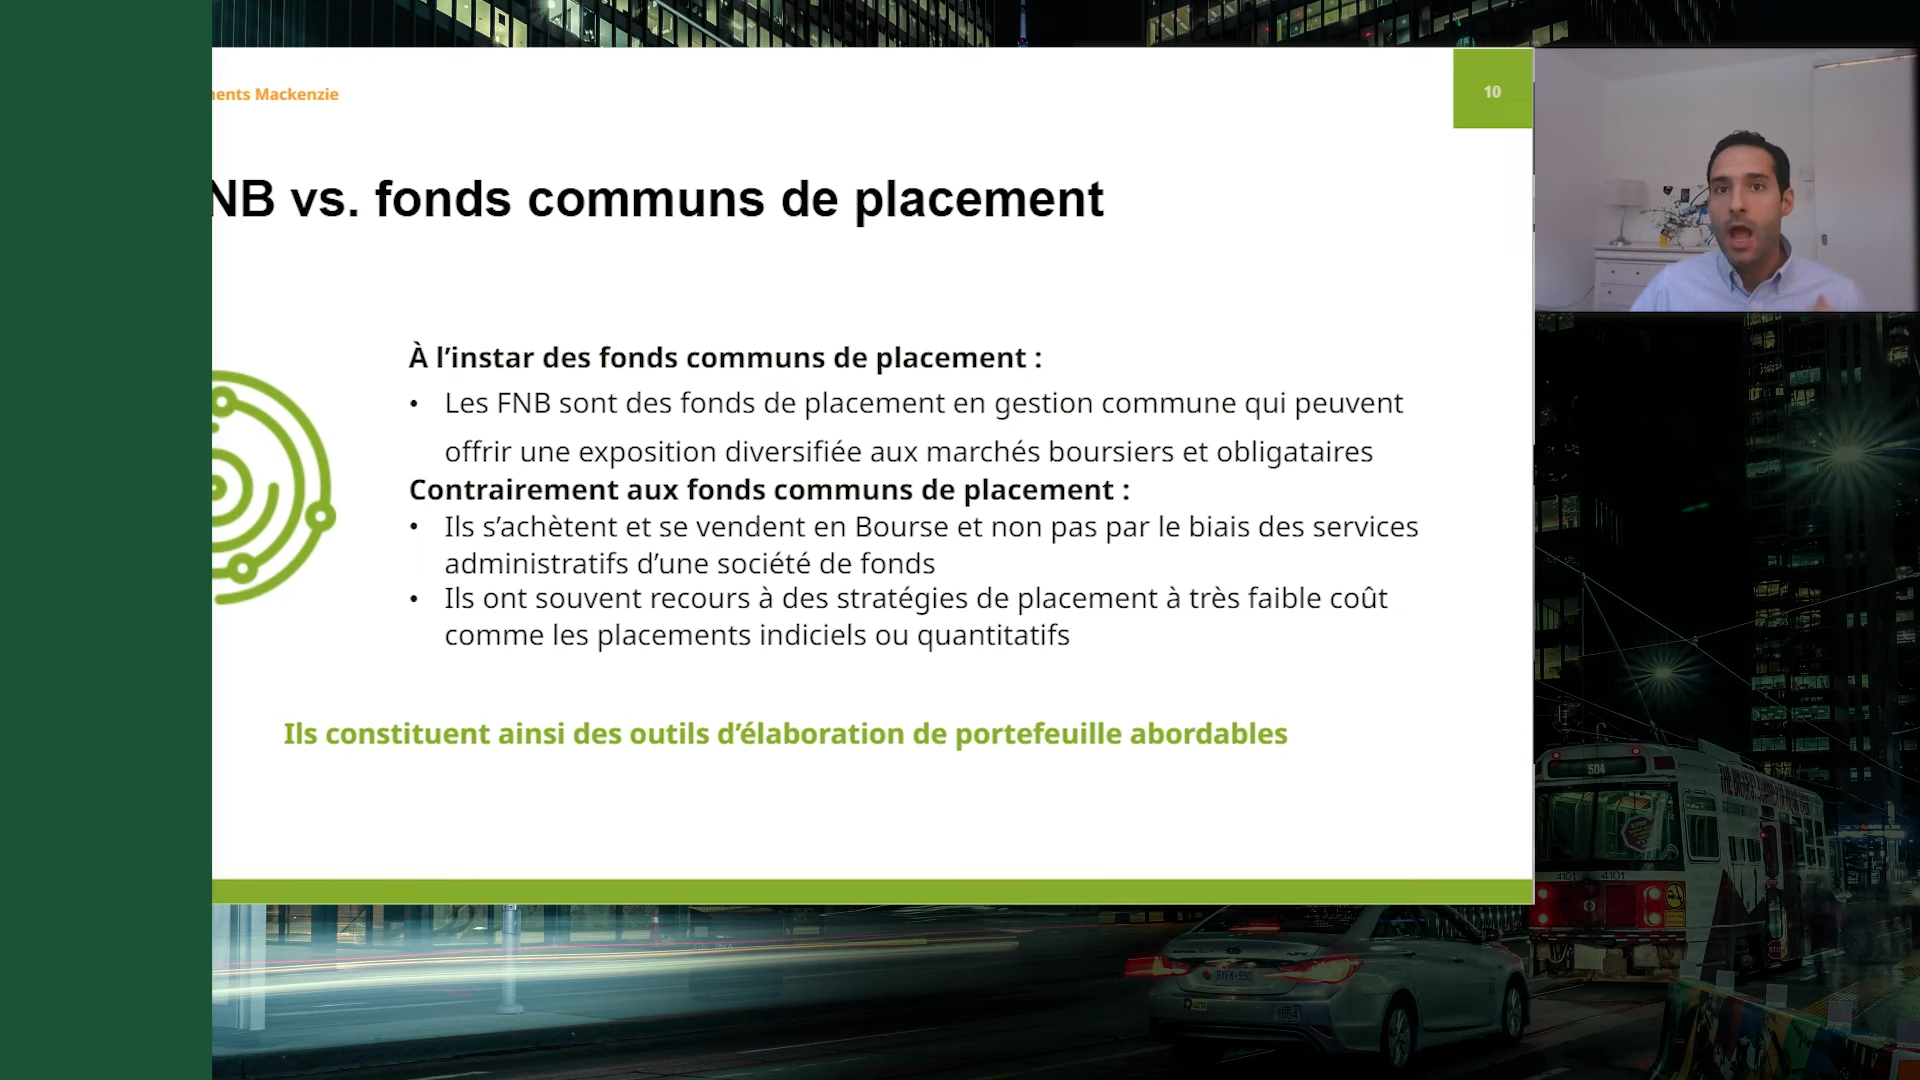 ments Mackenzie
10
NB vs. fonds communs de placement
À l’instar des fonds communs de placement :
• Les FNB sont des fonds de placement en gestion commune qui peuvent
offrir une exposition diversifiée aux marchés boursiers et obligataires
Contrairement aux fonds communs de placement :
• Ils s’achètent et se vendent en Bourse et non pas par le biais des services
administratifs d’une société de fonds
• Ils ont souvent recours à des stratégies de placement à très faible coût
comme les placements indiciels ou quantitatifs
Ils constituent ainsi des outils d’élaboration de portefeuille abordables
504
4101 4101